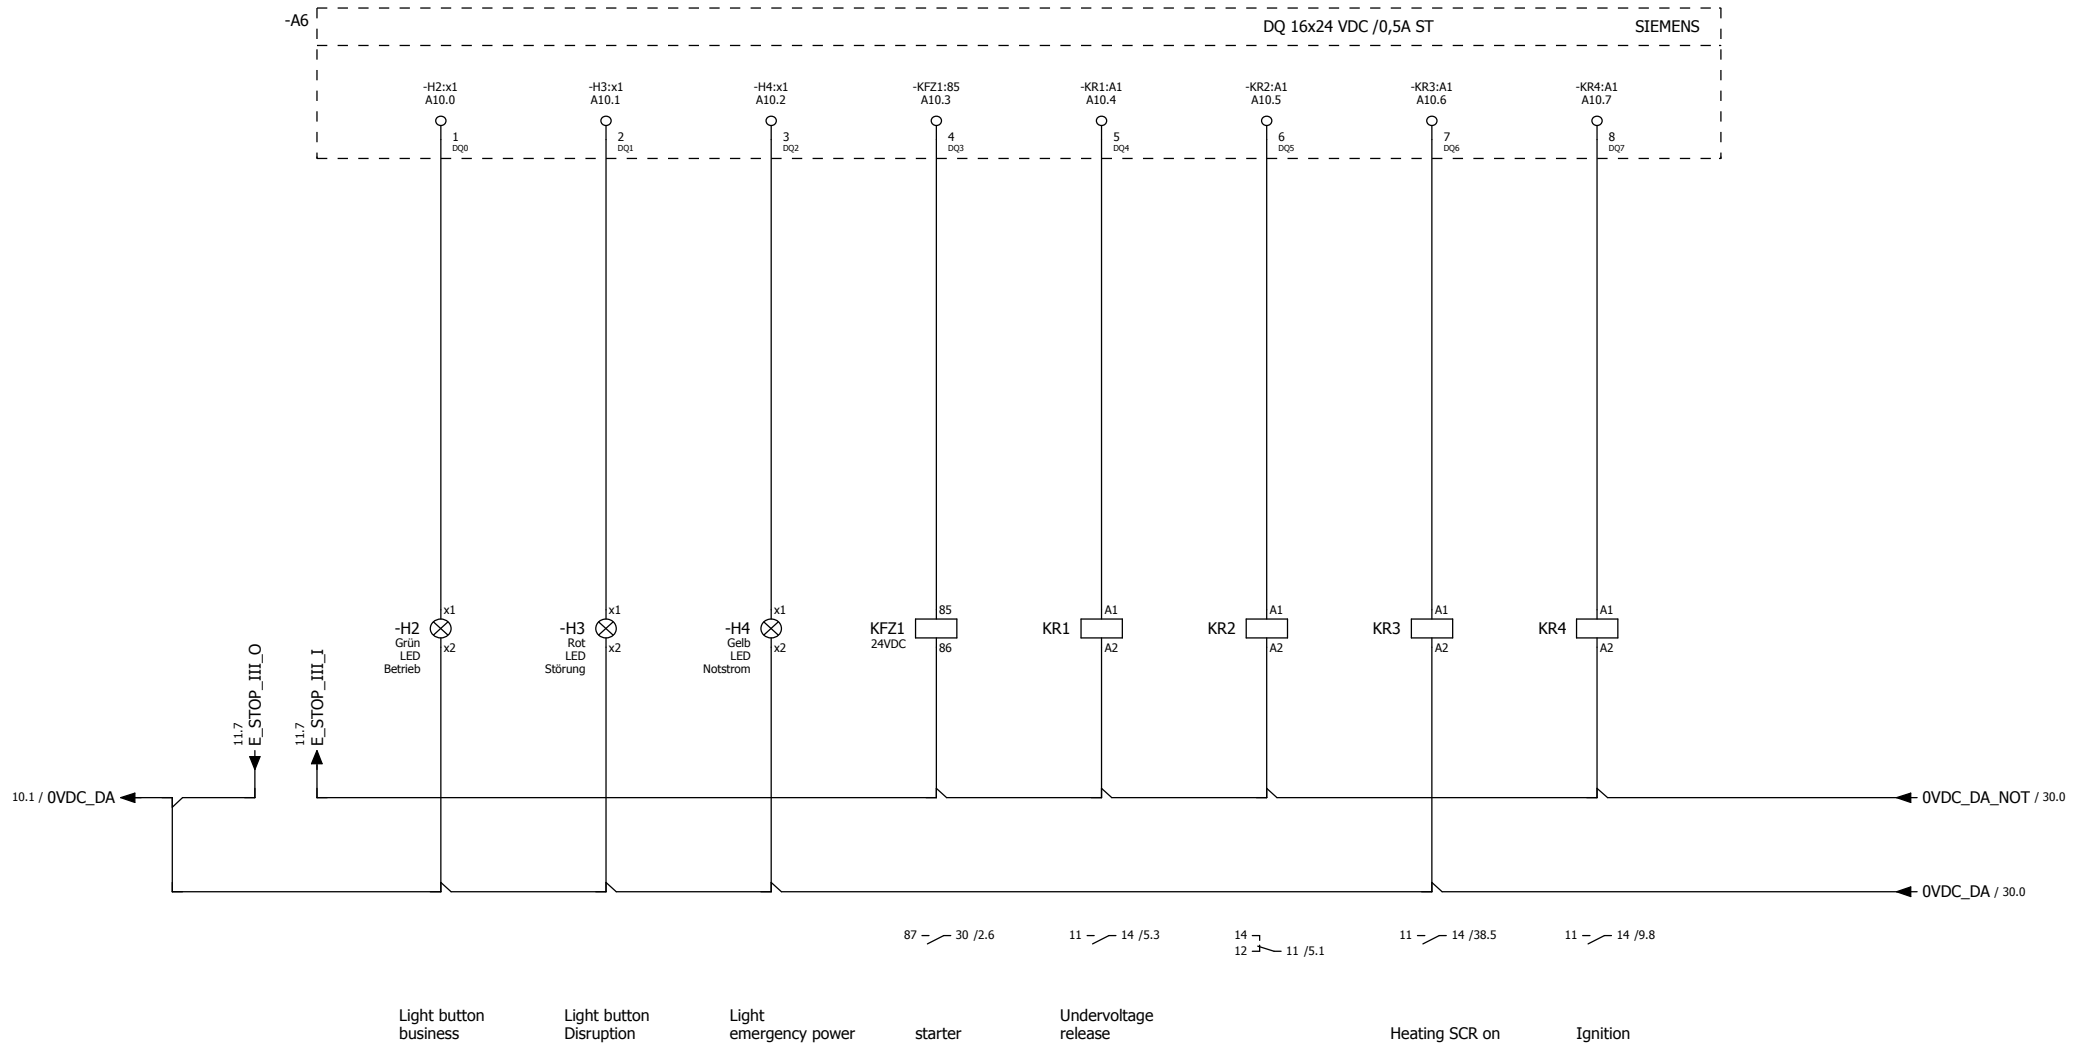 -A6
DQ 16x24 VDC /0,5A ST
SIEMENS
-H2:x1
A10.0
-H3:x1
A10.1
-H4:x1
A10.2
-KFZ1:85
A10.3
-KR1:A1
A10.4
-KR2:A1
A10.5
-KR3:A1
A10.6
-KR4:A1
A10.7
1
DQ0
2
DQ1
3
DQ2
4
DQ3
5
DQ4
6
DQ5
7
DQ6
8
DQ7
x1
-H2
Grün
LED
Betrieb
x2
x1
-H3
Rot
LED
Störung
x2
x1
-H4
Gelb
LED
Notstrom
x2
85
KFZ1
24VDC
86
A1
KR1
A2
A1
KR2
A2
A1
KR3
A2
A1
KR4
A2
11.7
E_STOP_III_O
11.7
E_STOP_III_I
10.1 / 0VDC_DA
0VDC_DA_NOT / 30.0
0VDC_DA / 30.0
87 30 /2.6
11 14 /5.3
14
12 11 /5.1
11 14 /38.5
11 14 /9.8
Light button
business
Light button
Disruption
Light
emergency power
starter
Undervoltage
release
Heating SCR on
Ignition